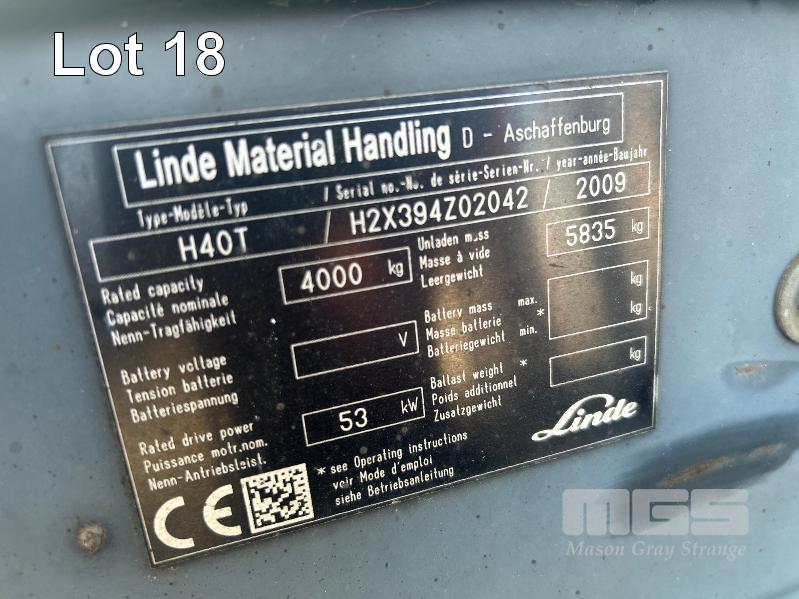 Lot 18
Linde Material Handling D - Aschaffenburg
Type-Modèle-Typ / Serial no.-No. de série-Serien-Nr. / year-année-Baujahr
H40T / H2X394Z02042 / 2009
Rated capacity
Capacité nominale
Nenn-Tragfähigkeit
4000 kg
Unladen mass
Masse à vide
Leergewicht
5835 kg
Battery voltage
Tension batterie
Batteriespannung
V
Battery mass max.
Masse batterie *
Batteriegewicht min.
kg
kg
Rated drive power
Puissance motr.nom.
Nenn-Antriebsleist.
53 kW
Ballast weight *
Poids additionnel
Zusatzgewicht
kg
* see Operating instructions
voir Mode d'emploi
siehe Betriebsanleitung
Linde
CE
MGS
Mason Gray Strange